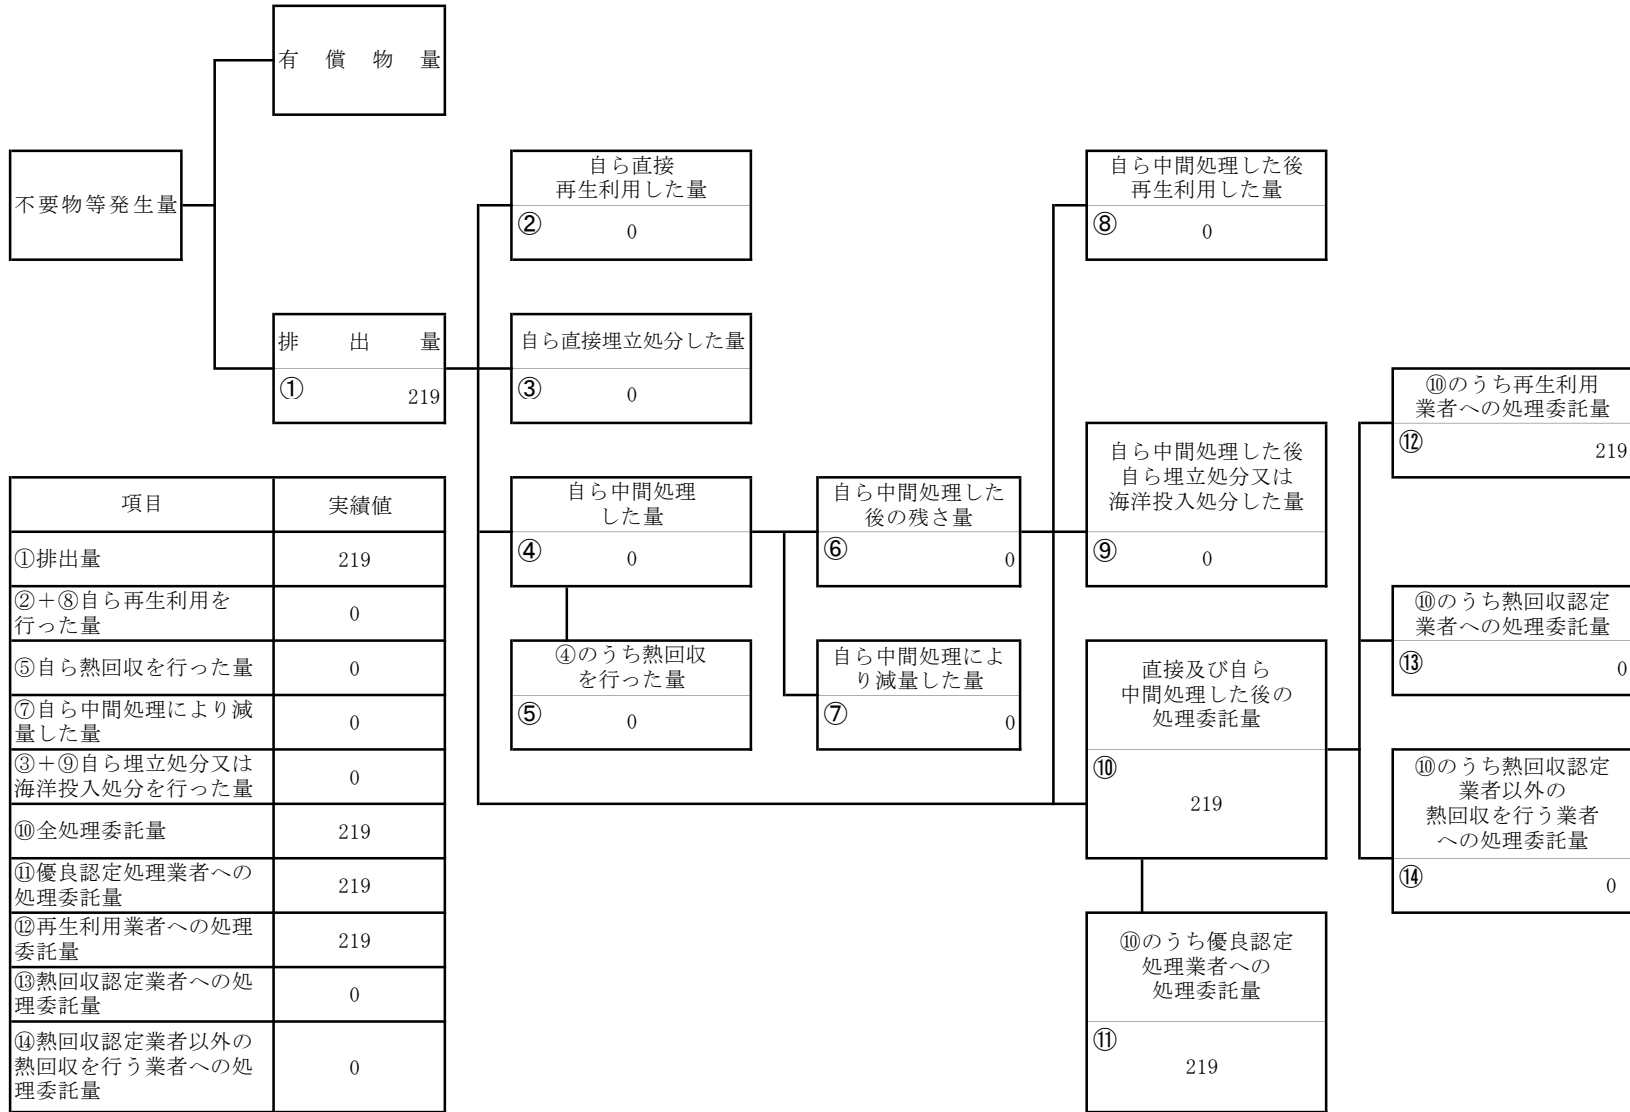 有償物量
不要物等発生量
排出量
① 219
自ら直接
再生利用した量
② 0
自ら直接埋立処分した量
③ 0
自ら中間処理
した量
④ 0
④のうち熱回収
を行った量
⑤ 0
自ら中間処理した
後の残さ量
⑥ 0
自ら中間処理によ
り減量した量
⑦ 0
自ら中間処理した後
再生利用した量
⑧ 0
自ら中間処理した後
自ら埋立処分又は
海洋投入処分した量
⑨ 0
直接及び自ら
中間処理した後の
処理委託量
⑩
219
⑩のうち優良認定
処理業者への
処理委託量
⑪
219
⑩のうち再生利用
業者への処理委託量
⑫ 219
⑩のうち熱回収認定
業者への処理委託量
⑬ 0
⑩のうち熱回収認定
業者以外の
熱回収を行う業者
への処理委託量
⑭ 0
項目 実績値
①排出量 219
②+⑧自ら再生利用を
行った量 0
⑤自ら熱回収を行った量 0
⑦自ら中間処理により減
量した量 0
③+⑨自ら埋立処分又は
海洋投入処分を行った量 0
⑩全処理委託量 219
⑪優良認定処理業者への
処理委託量 219
⑫再生利用業者への処理
委託量 219
⑬熱回収認定業者への処
理委託量 0
⑭熱回収認定業者以外の
熱回収を行う業者への処
理委託量 0